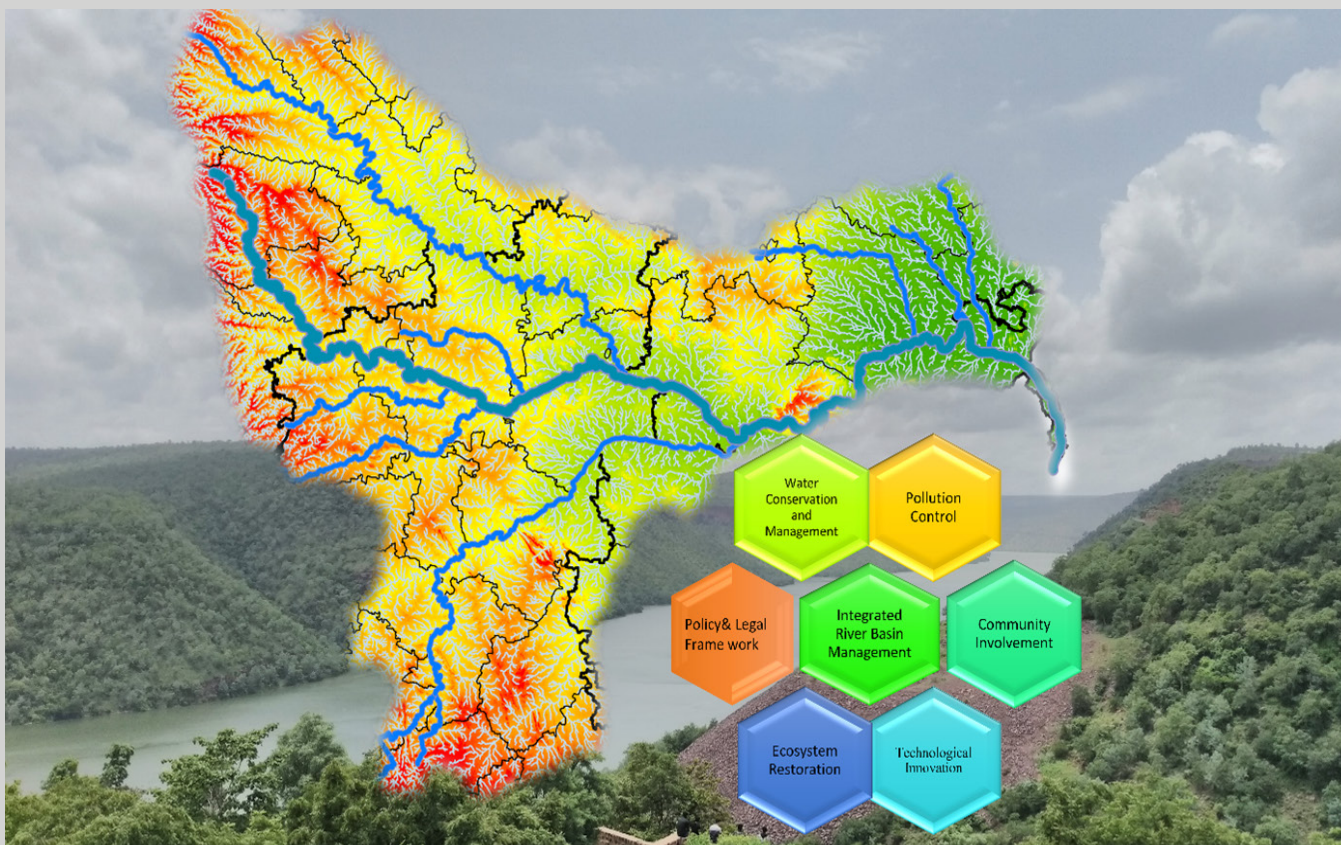 Water
Conservation
and
Management
Pollution
Control
Policy& Legal
Frame work
Integrated
River Basin
Management
Community
Involvement
Ecosystem
Restoration
Technological
Innovation